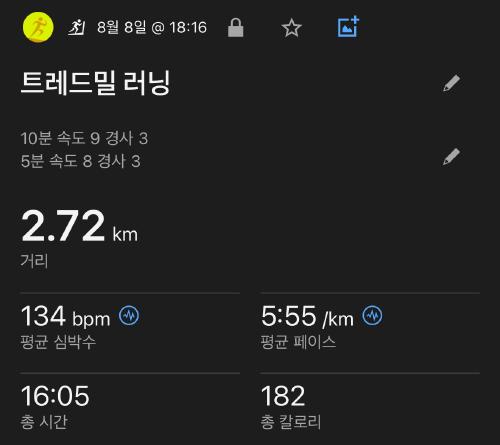 8월 8일 @ 18:16
트레드밀 러닝
10분 속도 9 경사 3
5분 속도 8 경사 3
2.72 km
거리
134 bpm
평균 심박수
5:55 /km
평균 페이스
16:05
총 시간
182
총 칼로리